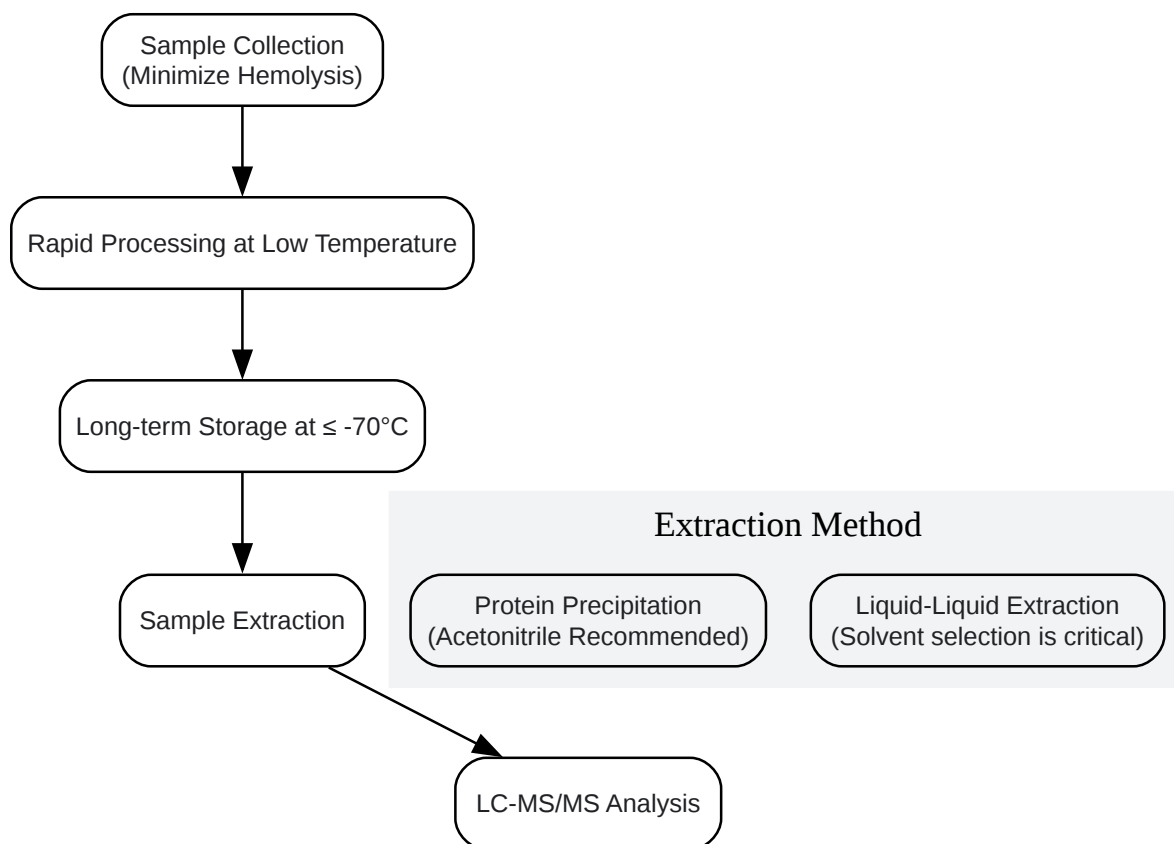 Sample Collection
(Minimize Hemolysis)
Rapid Processing at Low Temperature
Long-term Storage at ≤ -70°C
Extraction Method
Sample Extraction
Protein Precipitation
(Acetonitrile Recommended)
Liquid-Liquid Extraction
(Solvent selection is critical)
LC-MS/MS Analysis